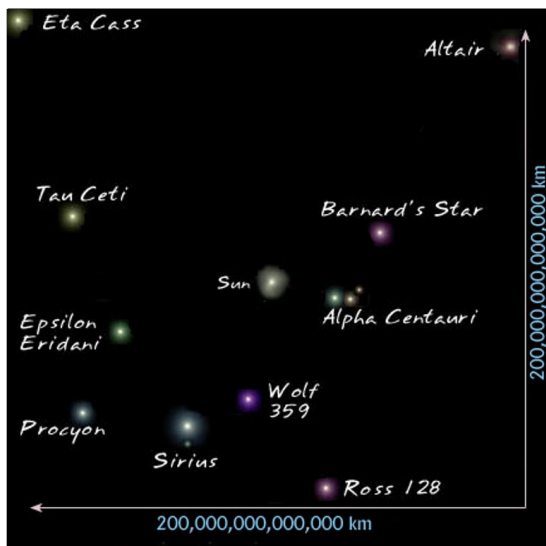 Eta Cass
Altair
Tau Ceti
Barnard's Star
Sun
Alpha Centauri
Epsilon
Eridani
Wolf
359
Procyon
Sirius
Ross 128
200,000,000,000,000 km
200,000,000,000,000 km